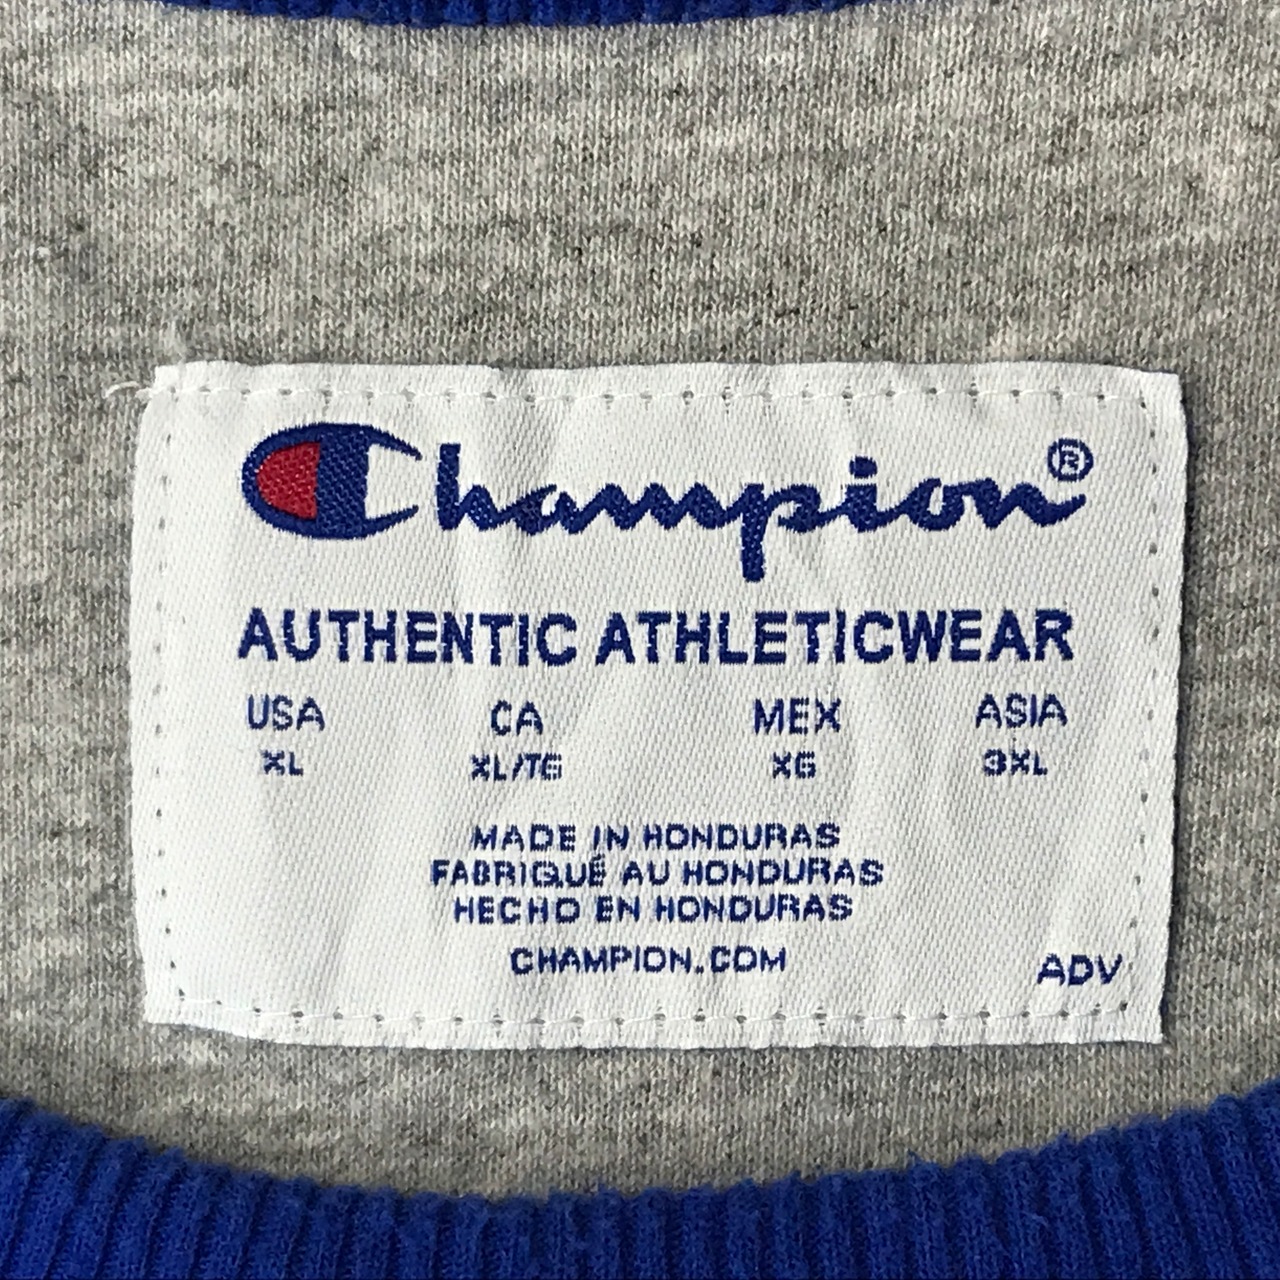 Champion®
AUTHENTIC ATHLETICWEAR
USA CA MEX ASIA
XL XL/TG XG 3XL
MADE IN HONDURAS
FABRIQUÉ AU HONDURAS
HECHO EN HONDURAS
CHAMPION.COM
ADV